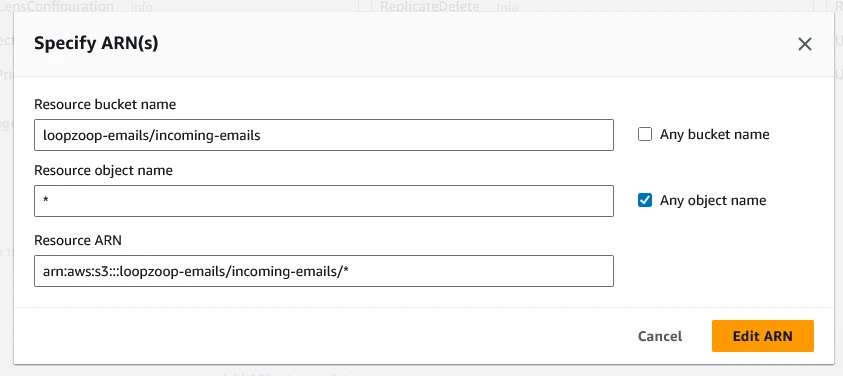 LensConfiguration Info
ReplicateDelete Info
Specify ARN(s)
Resource bucket name
loopzoop-emails/incoming-emails
Any bucket name
Resource object name
*
Any object name
Resource ARN
arn:aws:s3:::loopzoop-emails/incoming-emails/*
Cancel
Edit ARN